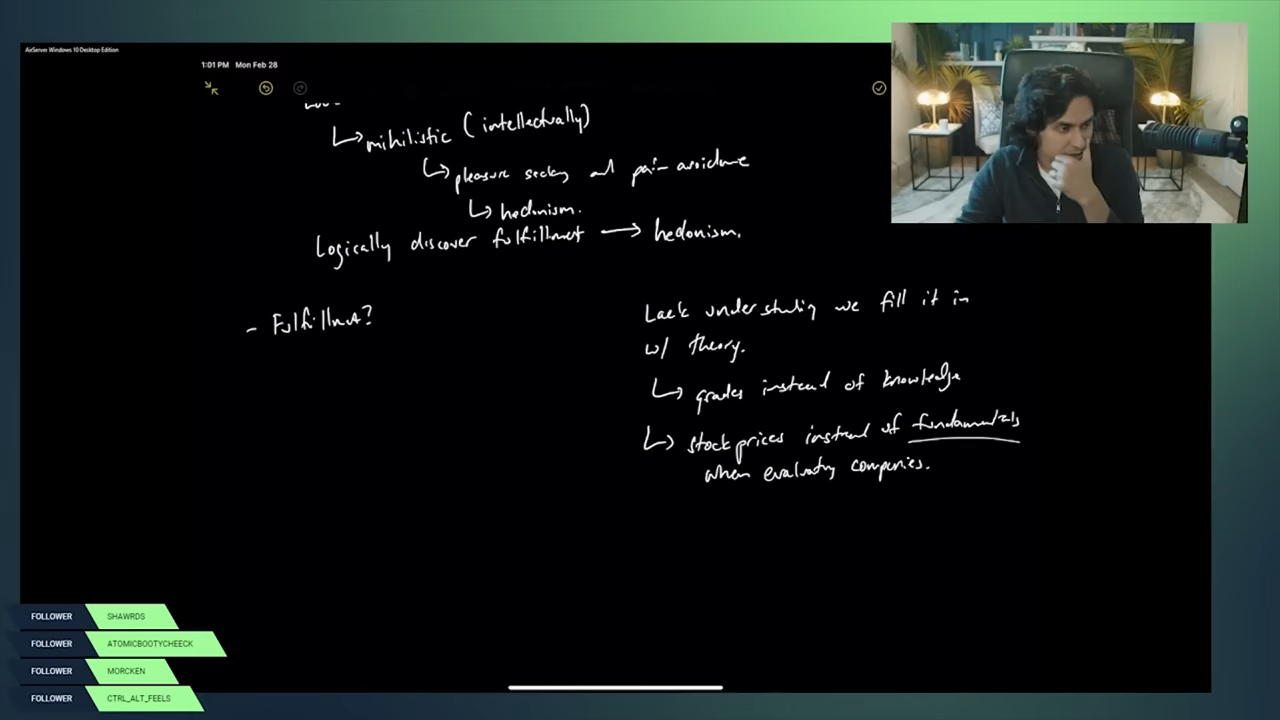 AirServer Windows 10 Desktop Edition
1:01 PM Mon Feb 28
↳ nihilistic (intellectually)
↳ pleasure seeking and pain avoidance
↳ hedonism.
Logically discover fulfillment → hedonism.
- Fulfillment?
Lack understanding we fill it in
w/ theory.
↳ grades instead of knowledge
↳ stock prices instead of fundamentals
when evaluating companies.
FOLLOWER SHAWRDS
FOLLOWER ATOMICBOOTYCHEECK
FOLLOWER MORCKEN
FOLLOWER CTRL_ALT_FEELS